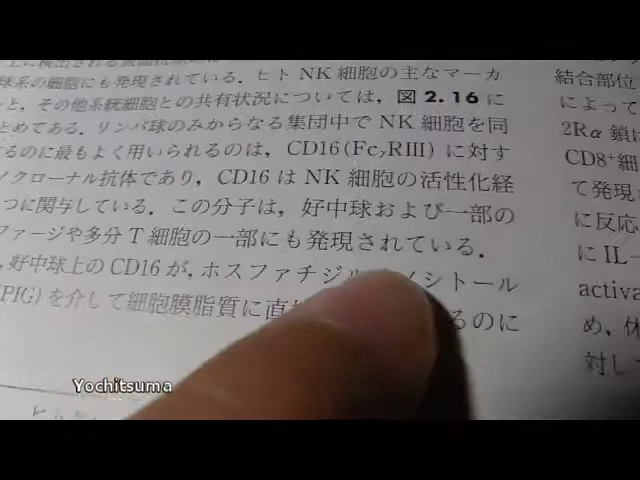 球系の細胞にも発現されている．ヒト NK 細胞の主なマーカ
と，その他系統細胞との共有状況については，図 2.16 に
とめてある．リンパ球のみからなる集団中で NK 細胞を同
るのに最もよく用いられるのは，CD16(FcγRIII) に対す
ノクローナル抗体であり，CD16 は NK 細胞の活性化経
つに関与している．この分子は，好中球および一部の
ファージや多分 T 細胞の一部にも発現されている．
，好中球上の CD16 が，ホスファチジル ノシトール
(PIG) を介して細胞膜脂質に直 るのに
結合部位
によって
2Rα 鎖
CD8+細
て発現
に反応
に IL-
activa
め，休
対して
Yochitsuma